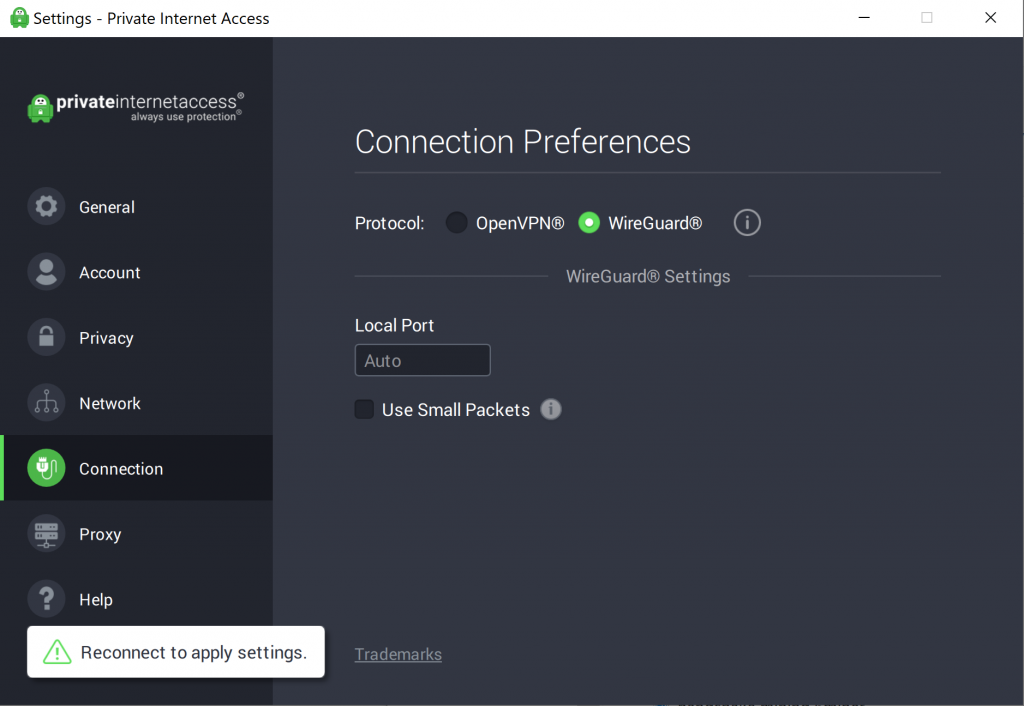 Settings - Private Internet Access
privateinternetaccess®
always use protection®
General
Account
Privacy
Network
Connection
Proxy
Help
Reconnect to apply settings.
Connection Preferences
Protocol: OpenVPN® WireGuard®
WireGuard® Settings
Local Port
Auto
Use Small Packets
Trademarks